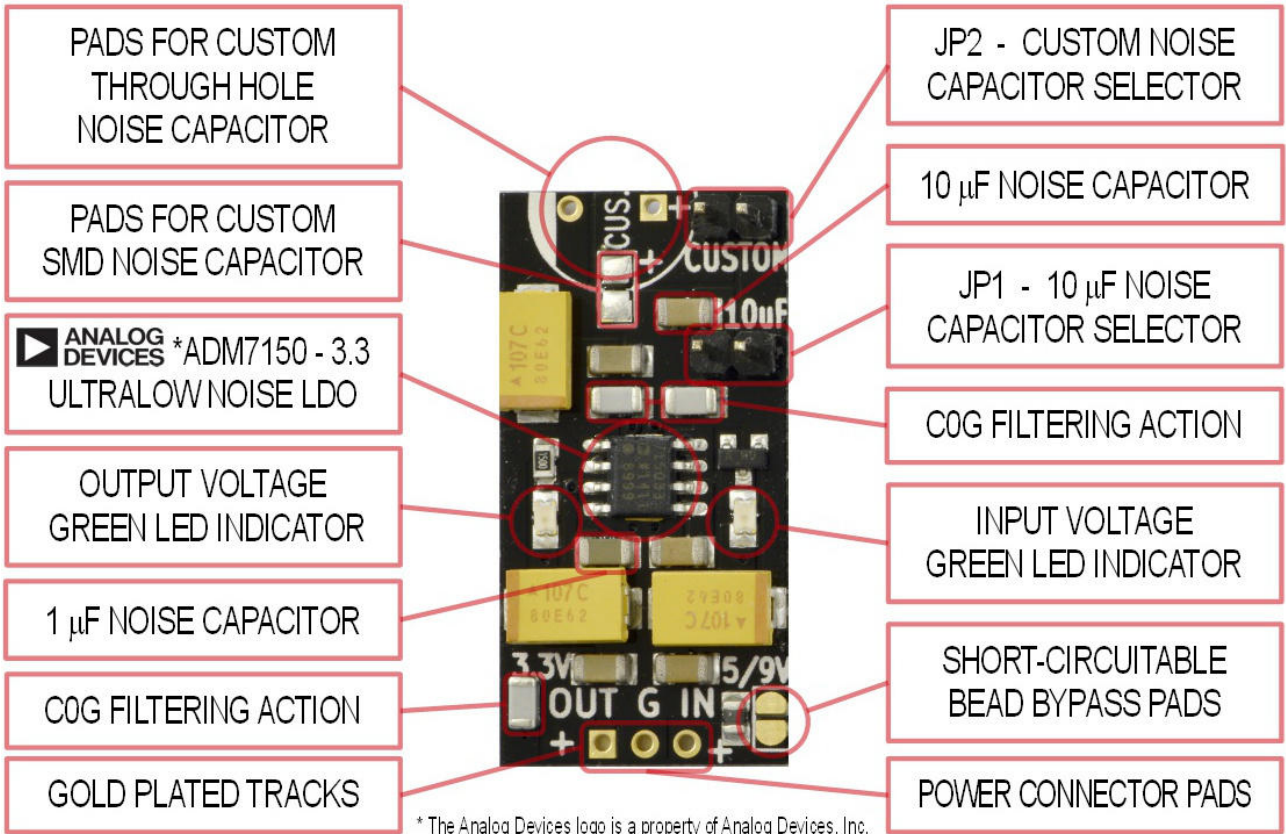 PADS FOR CUSTOM
THROUGH HOLE
NOISE CAPACITOR
PADS FOR CUSTOM
SMD NOISE CAPACITOR
ANALOG
DEVICES
*ADM7150 - 3.3
ULTRALOW NOISE LDO
OUTPUT VOLTAGE
GREEN LED INDICATOR
1 µF NOISE CAPACITOR
C0G FILTERING ACTION
GOLD PLATED TRACKS
CUS.
+
+
CUSTOM
10uF
107C
80E62
107C
80E62
107C
80E62
3.3V
5/9V
OUT G IN
+
+
JP2 - CUSTOM NOISE
CAPACITOR SELECTOR
10 µF NOISE CAPACITOR
JP1 - 10 µF NOISE
CAPACITOR SELECTOR
C0G FILTERING ACTION
INPUT VOLTAGE
GREEN LED INDICATOR
SHORT-CIRCUITABLE
BEAD BYPASS PADS
POWER CONNECTOR PADS
* The Analog Devices logo is a property of Analog Devices, Inc.